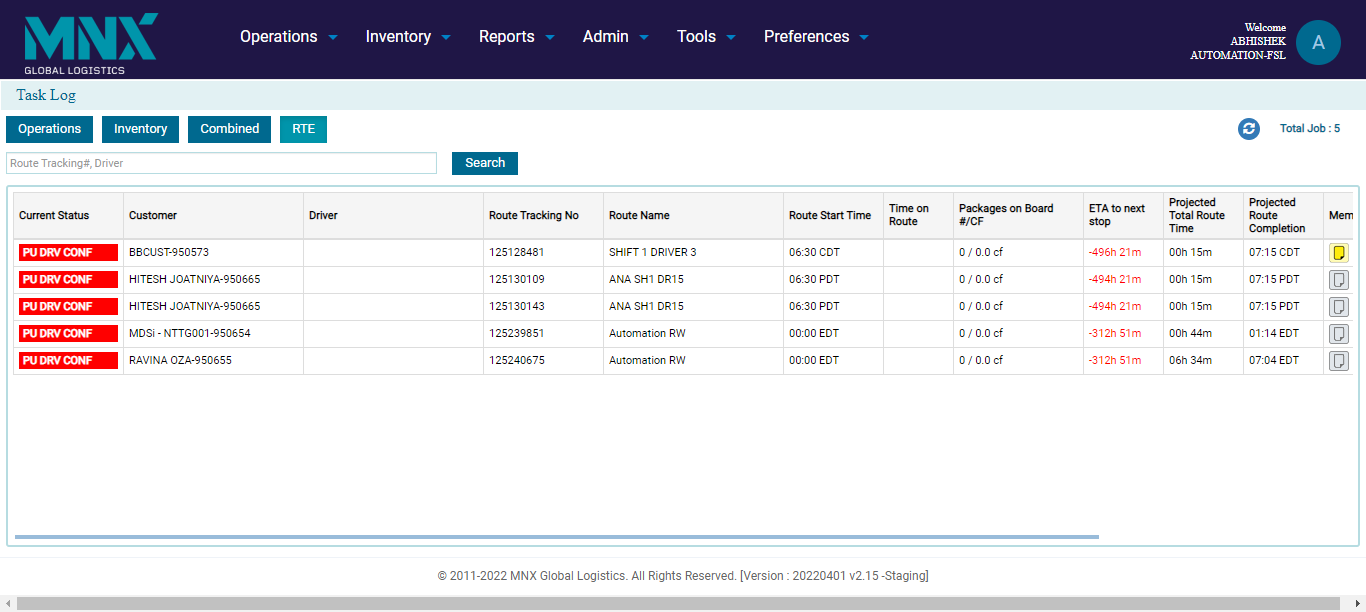 MNX
GLOBAL LOGISTICS
Operations Inventory Reports Admin Tools Preferences
Welcome
ABHISHEK
AUTOMATION-FSL
A
Task Log
Operations Inventory Combined RTE
Total Job : 5
Route Tracking#, Driver Search
Current Status Customer Driver Route Tracking No Route Name Route Start Time Time on Route Packages on Board #/CF ETA to next stop Projected Total Route Time Projected Route Completion Mem
PU DRV CONF BBCUST-950573 125128481 SHIFT 1 DRIVER 3 06:30 CDT 0 / 0.0 cf -496h 21m 00h 15m 07:15 CDT
PU DRV CONF HITESH JOATNIYA-950665 125130109 ANA SH1 DR15 06:30 PDT 0 / 0.0 cf -494h 21m 00h 15m 07:15 PDT
PU DRV CONF HITESH JOATNIYA-950665 125130143 ANA SH1 DR15 06:30 PDT 0 / 0.0 cf -494h 21m 00h 15m 07:15 PDT
PU DRV CONF MDSi - NTTG001-950654 125239851 Automation RW 00:00 EDT 0 / 0.0 cf -312h 51m 00h 44m 01:14 EDT
PU DRV CONF RAVINA OZA-950655 125240675 Automation RW 00:00 EDT 0 / 0.0 cf -312h 51m 06h 34m 07:04 EDT
© 2011-2022 MNX Global Logistics. All Rights Reserved. [Version : 20220401 v2.15 -Staging]